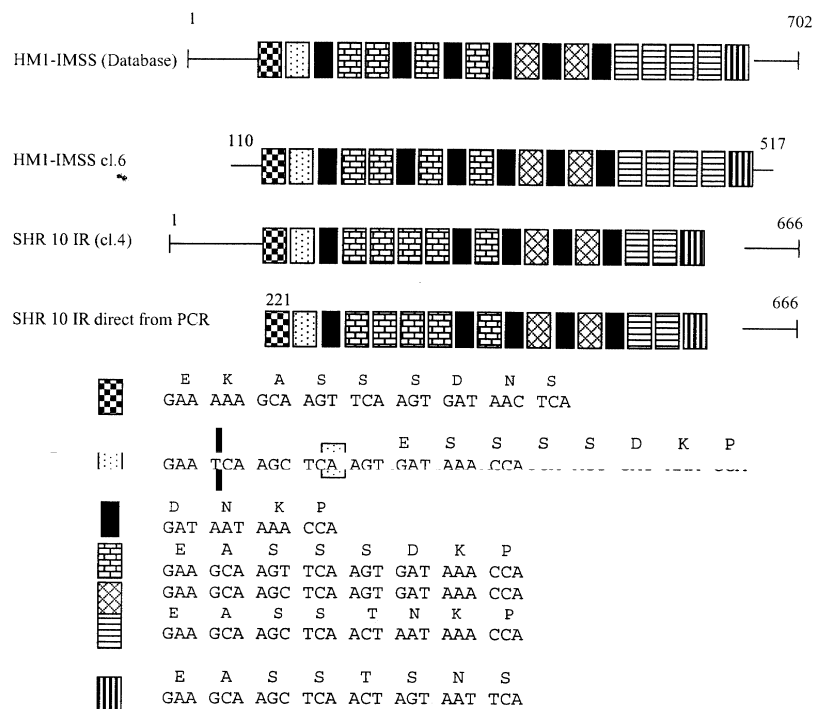 1
702
HM1-IMSS (Database)
110
517
HM1-IMSS cl.6
1
666
SHR 10 IR (cl.4)
221
666
SHR 10 IR direct from PCR
E K A S S S D N S
GAA AAA GCA AGT TCA AGT GAT AAC TCA
E S S S S D K P
GAA TCA AGC TCA AGT GAT AAA CCA
D N K P
GAT AAT AAA CCA
E A S S S D K P
GAA GCA AGT TCA AGT GAT AAA CCA
GAA GCA AGC TCA AGT GAT AAA CCA
E A S S T N K P
GAA GCA AGC TCA ACT AAT AAA CCA
E A S S T S N S
GAA GCA AGC TCA ACT AGT AAT TCA